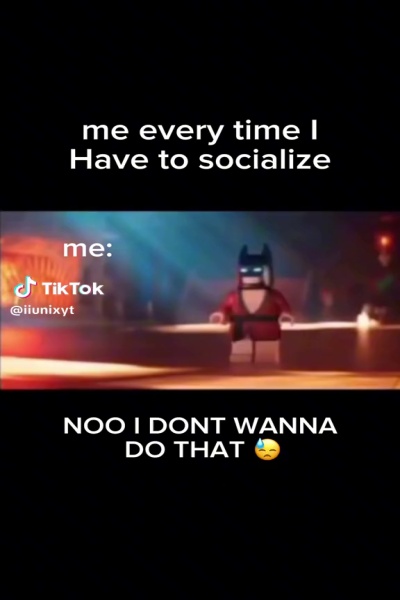 me every time I
Have to socialize
me:
TikTok
@iiunixyt
NOO I DONT WANNA
DO THAT 😓